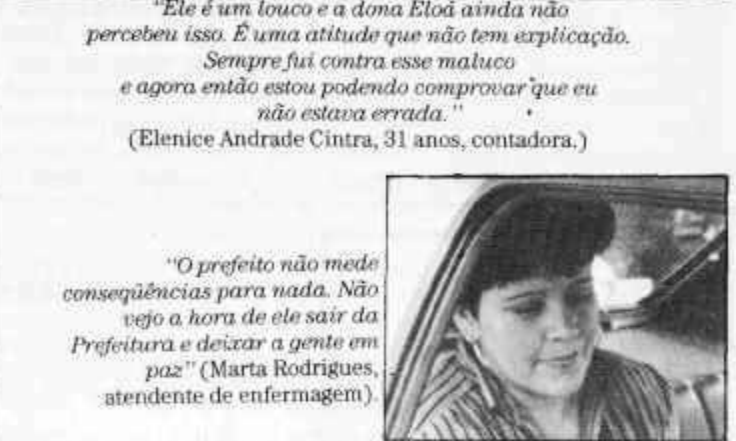 "Ele é um louco e a dona Eloá ainda não
percebeu isso. É uma atitude que não tem explicação.
Sempre fui contra esse maluco
e agora então estou podendo comprovar que eu
não estava errada."
(Elenice Andrade Cintra, 31 anos, contadora.)
"O prefeito não mede
conseqüências para nada. Não
vejo a hora de ele sair da
Prefeitura e deixar a gente em
paz" (Marta Rodrigues,
atendente de enfermagem).